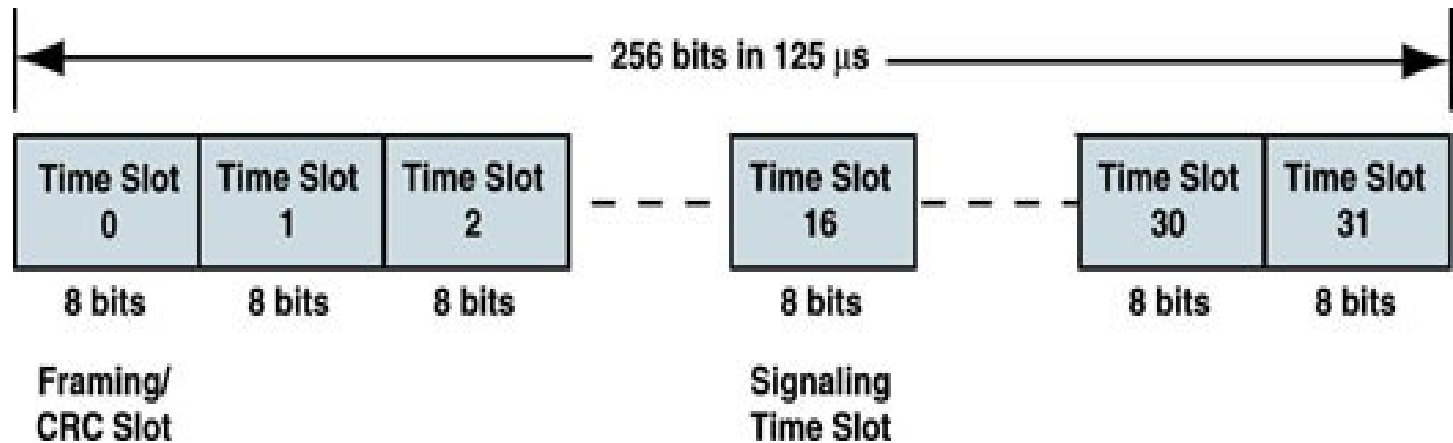 256 bits in 125 μs
Time Slot
0
Time Slot
1
Time Slot
2
Time Slot
16
Time Slot
30
Time Slot
31
8 bits
8 bits
8 bits
8 bits
8 bits
8 bits
Framing/
CRC Slot
Signaling
Time Slot